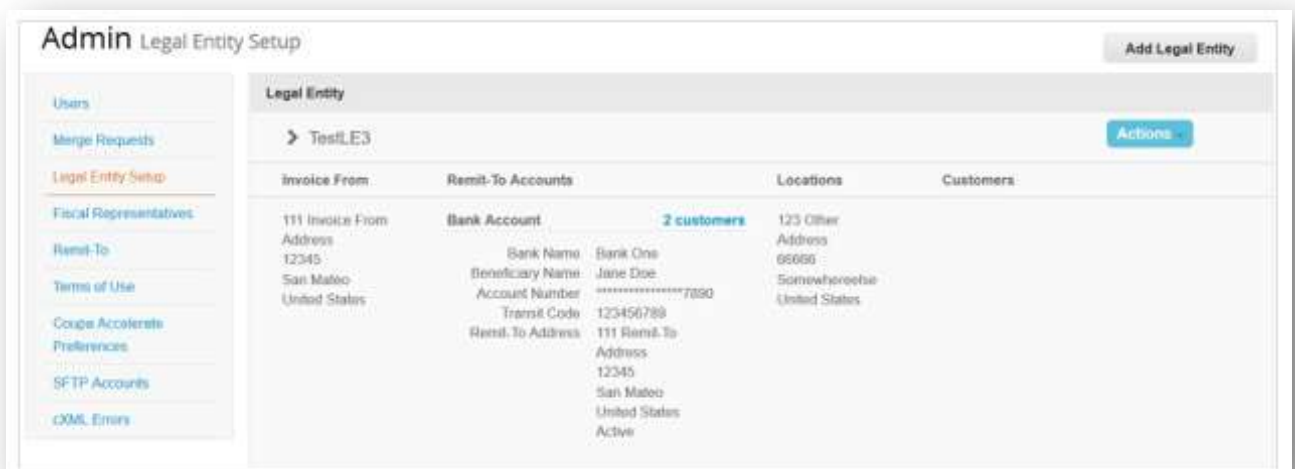 Admin Legal Entity Setup
Add Legal Entity
Users
Merge Requests
Legal Entity Setup
Fiscal Representatives
Remit-To
Terms of Use
Coupa Accelerate
Preferences
SFTP Accounts
cXML Errors
Legal Entity
TestLE3
Actions
Invoice From
Remit-To Accounts
Locations
Customers
111 Invoice From
Address
12345
San Mateo
United States
Bank Account 2 customers
Bank Name Bank One
Beneficiary Name Jane Doe
Account Number ****************7890
Transit Code 123456789
Remit-To Address 111 Remit-To
Address
12345
San Mateo
United States
Active
123 Other
Address
66666
Somewhereelse
United States